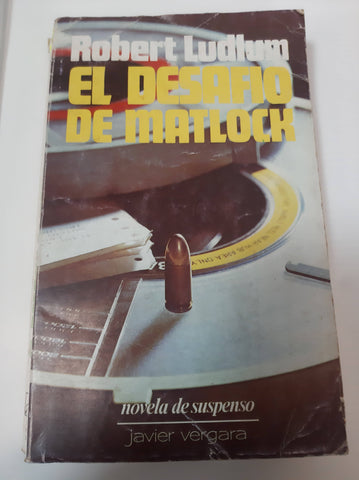 Robert Ludlum
EL DESAFIO
DE MATLOCK
novela de suspenso
javier vergara